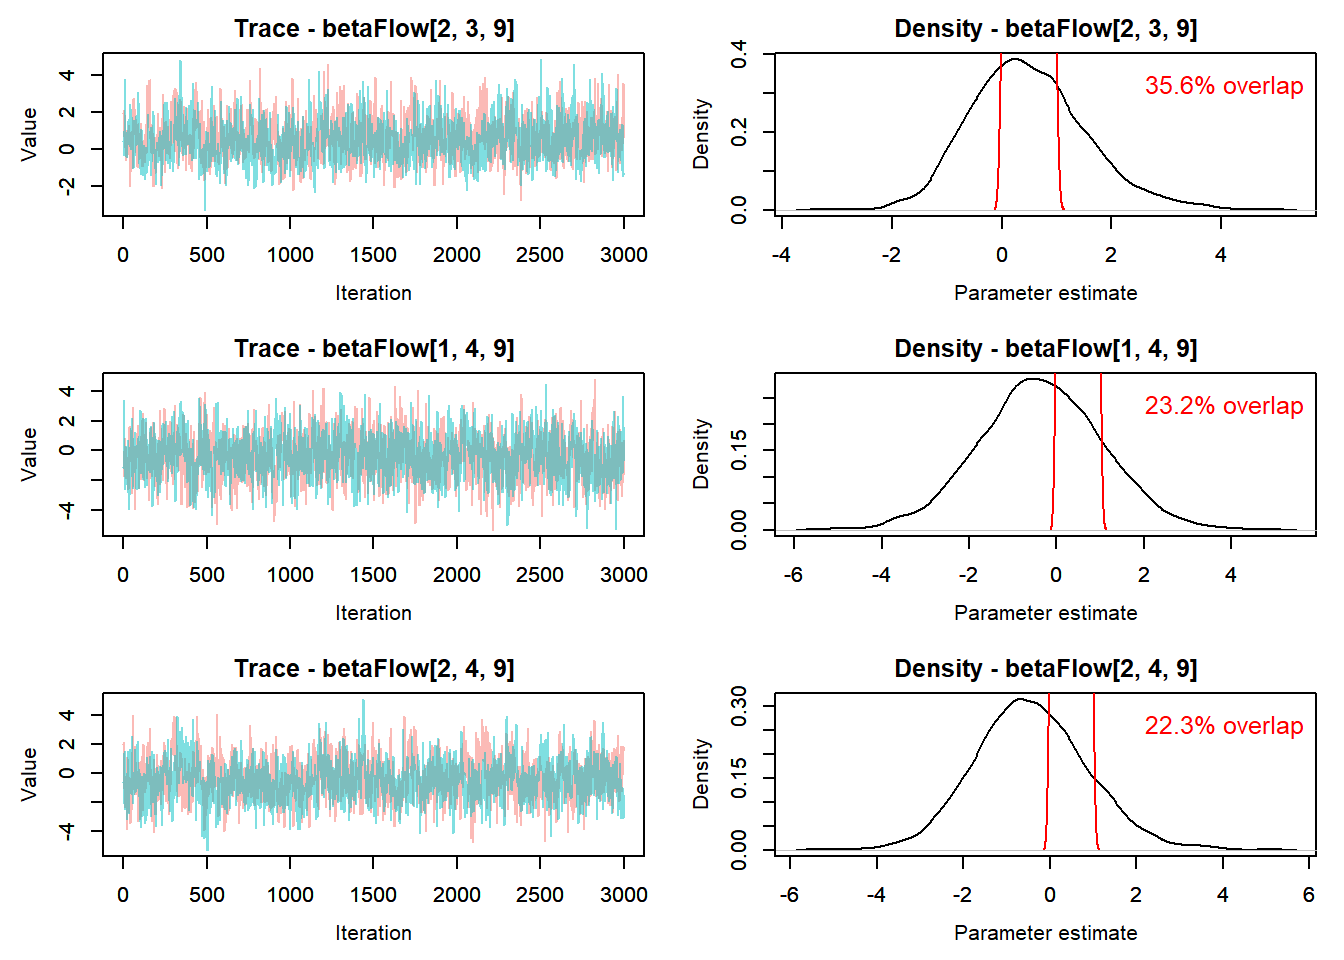 Trace - betaFlow[2, 3, 9]
Value
4
2
0
-2
0 500 1000 1500 2000 2500 3000
Iteration
Density - betaFlow[2, 3, 9]
35.6% overlap
Density
0.4
0.2
0.0
-4 -2 0 2 4
Parameter estimate
Trace - betaFlow[1, 4, 9]
Value
4
2
0
-4
0 500 1000 1500 2000 2500 3000
Iteration
Density - betaFlow[1, 4, 9]
23.2% overlap
Density
0.15
0.00
-6 -4 -2 0 2 4
Parameter estimate
Trace - betaFlow[2, 4, 9]
Value
4
2
0
-4
0 500 1000 1500 2000 2500 3000
Iteration
Density - betaFlow[2, 4, 9]
22.3% overlap
Density
0.30
0.15
0.00
-6 -4 -2 0 2 4 6
Parameter estimate